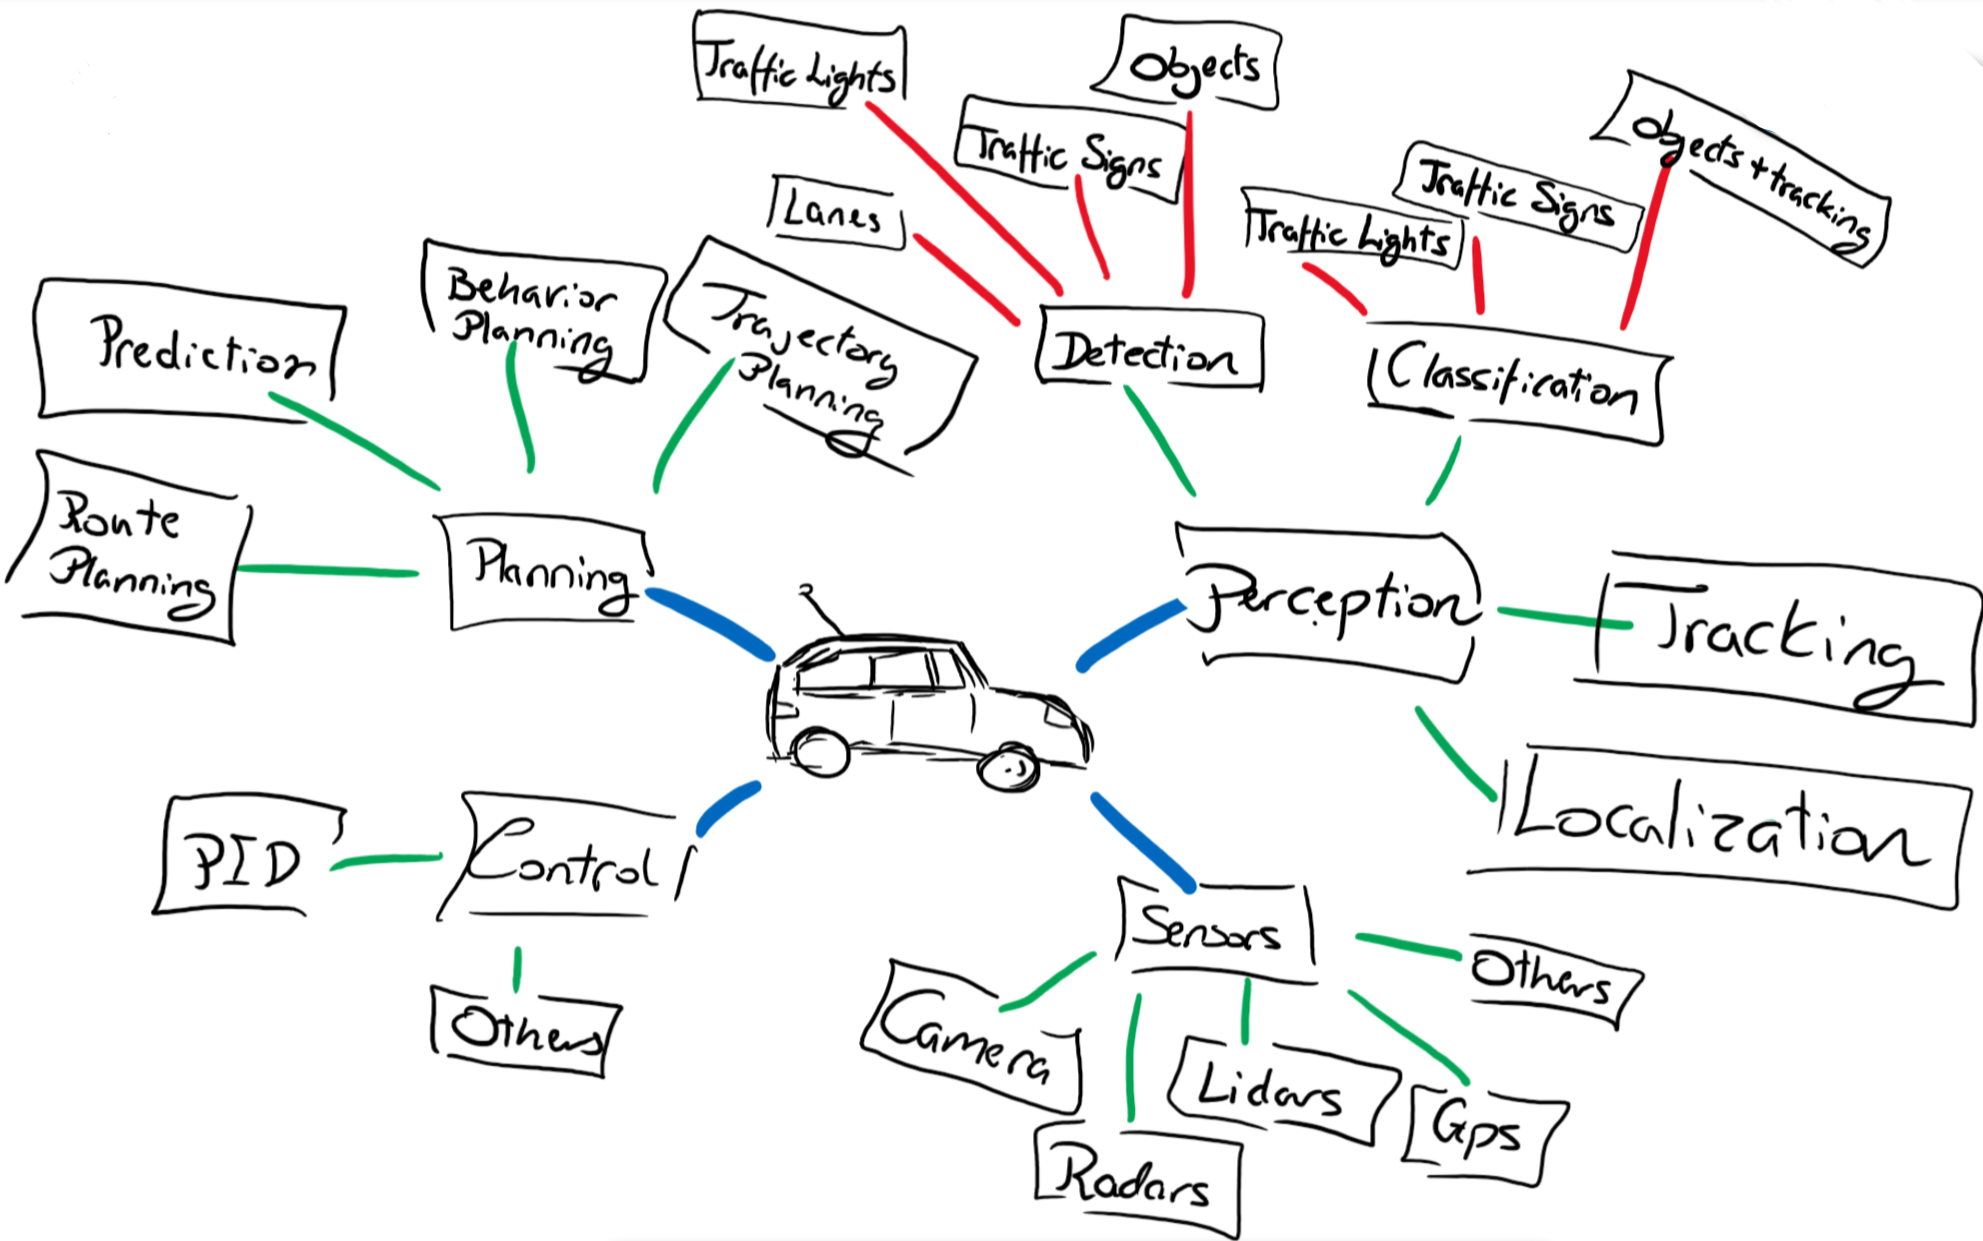 Traffic Lights
Objects
Traffic Signs
Lanes
Objects + tracking
Traffic Signs
Traffic Lights
Behavior
Planning
Trajectory
Planning
Prediction
Detection
Classification
Route
Planning
Planning
Perception
Tracking
Localization
PID
Control
Others
Sensors
Others
Camera
Lidars
Gps
Radars